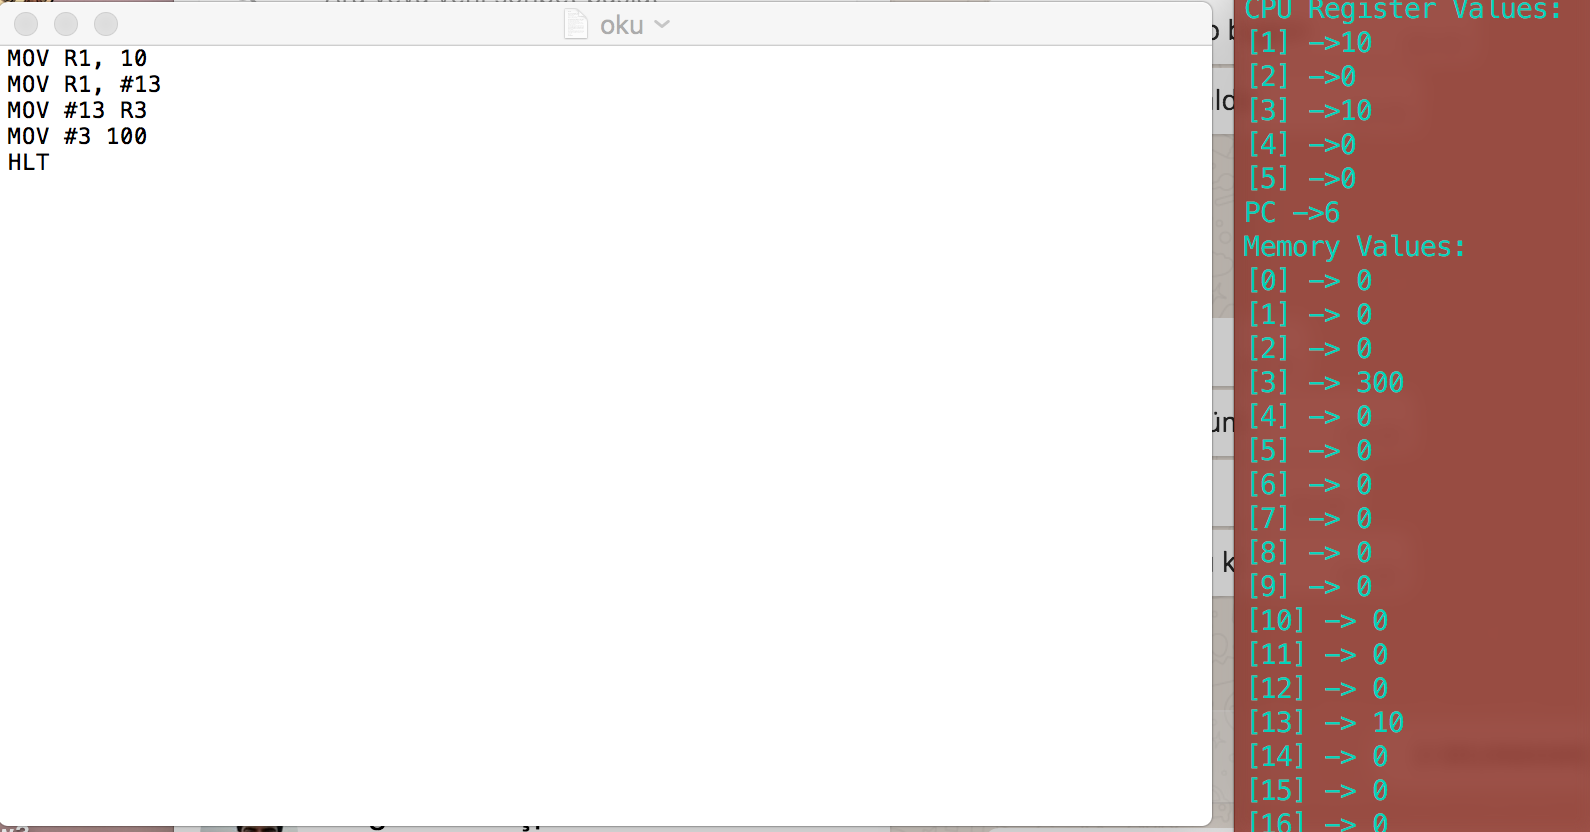 oku
MOV R1, 10
MOV R1, #13
MOV #13 R3
MOV #3 100
HLT
CPU Register Values:
[1] ->10
[2] ->0
[3] ->10
[4] ->0
[5] ->0
PC ->6
Memory Values:
[0] -> 0
[1] -> 0
[2] -> 0
[3] -> 300
[4] -> 0
[5] -> 0
[6] -> 0
[7] -> 0
[8] -> 0
[9] -> 0
[10] -> 0
[11] -> 0
[12] -> 0
[13] -> 10
[14] -> 0
[15] -> 0
[16] -> 0